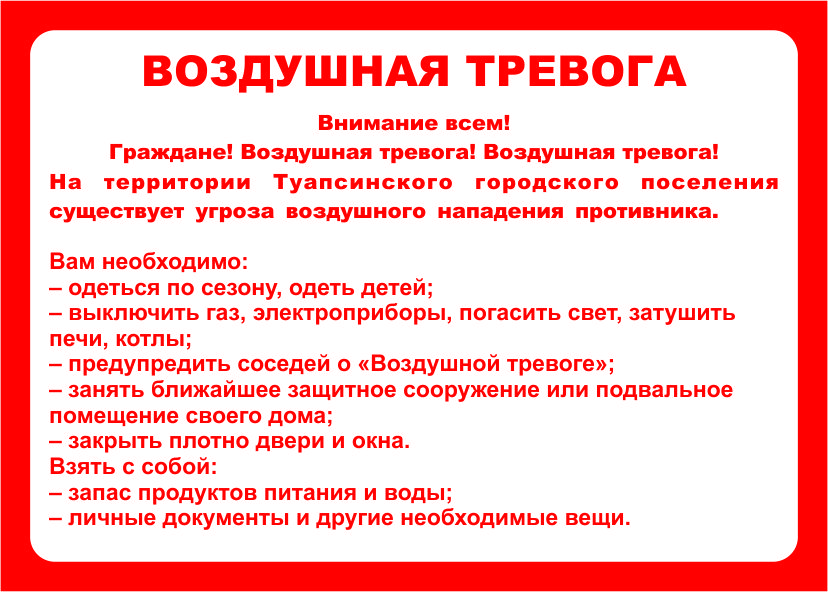 ВОЗДУШНАЯ ТРЕВОГА
Внимание всем!
Граждане! Воздушная тревога! Воздушная тревога!
На территории Туапсинского городского поселения
существует угроза воздушного нападения противника.
Вам необходимо:
– одеться по сезону, одеть детей;
– выключить газ, электроприборы, погасить свет, затушить
печи, котлы;
– предупредить соседей о «Воздушной тревоге»;
– занять ближайшее защитное сооружение или подвальное
помещение своего дома;
– закрыть плотно двери и окна.
Взять с собой:
– запас продуктов питания и воды;
– личные документы и другие необходимые вещи.